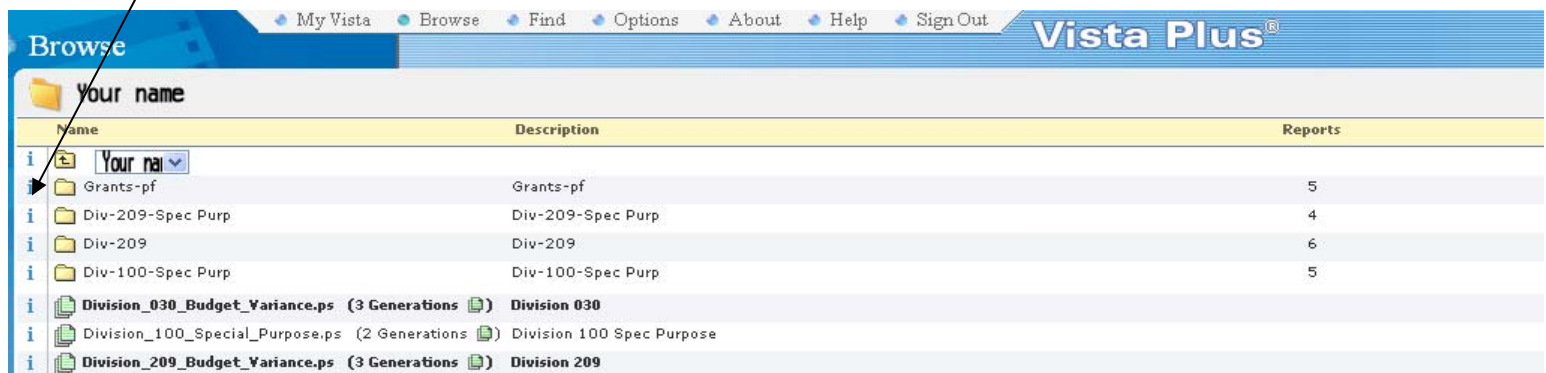 My Vista Browse Find Options About Help Sign Out
Vista Plus®
Browse
Your name
Name Description Reports
i Your nai
i Grants-pf Grants-pf 5
i Div-209-Spec Purp Div-209-Spec Purp 4
i Div-209 Div-209 6
i Div-100-Spec Purp Div-100-Spec Purp 5
i Division_030_Budget_Variance.ps (3 Generations) Division 030
i Division_100_Special_Purpose.ps (2 Generations) Division 100 Spec Purpose
i Division_209_Budget_Variance.ps (3 Generations) Division 209